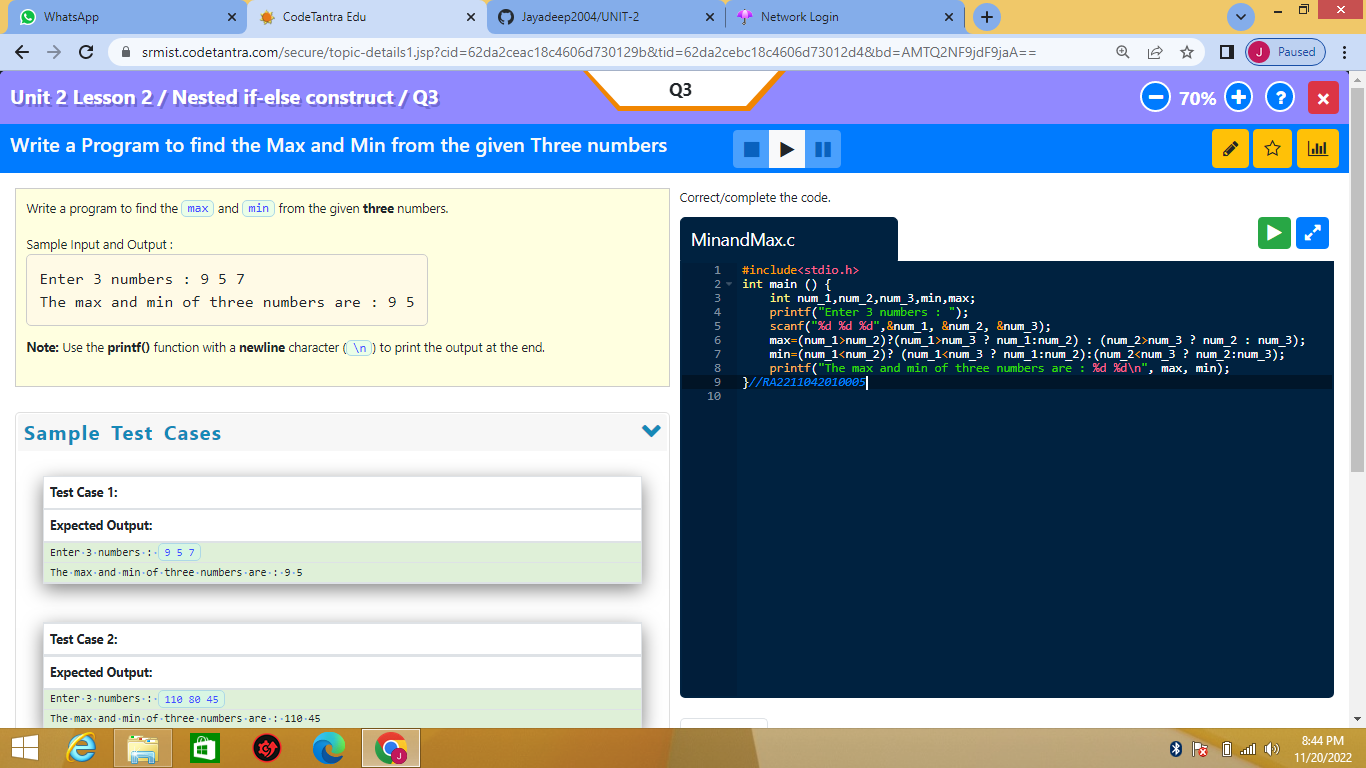 WhatsApp
CodeTantra Edu
Jayadeep2004/UNIT-2
Network Login
srmist.codetantra.com/secure/topic-details1.jsp?cid=62da2ceac18c4606d730129b&tid=62da2cebc18c4606d73012d4&bd=AMTQ2NF9jdF9jaA==
J Paused
Unit 2 Lesson 2 / Nested if-else construct / Q3
Q3
70%
?
Write a Program to find the Max and Min from the given Three numbers
Write a program to find the max and min from the given three numbers.
Sample Input and Output :
Enter 3 numbers : 9 5 7
The max and min of three numbers are : 9 5
Note: Use the printf() function with a newline character ( \n ) to print the output at the end.
Sample Test Cases
Test Case 1:
Expected Output:
Enter·3·numbers·:· 9 5 7
The·max·and·min·of·three·numbers·are·:·9·5
Test Case 2:
Expected Output:
Enter·3·numbers·:· 110 80 45
The·max·and·min·of·three·numbers·are·:·110·45
Correct/complete the code.
MinandMax.c
1 #include<stdio.h>
2 int main () {
3 int num_1,num_2,num_3,min,max;
4 printf("Enter 3 numbers : ");
5 scanf("%d %d %d",&num_1, &num_2, &num_3);
6 max=(num_1>num_2)?(num_1>num_3 ? num_1:num_2) : (num_2>num_3 ? num_2 : num_3);
7 min=(num_1<num_2)? (num_1<num_3 ? num_1:num_2):(num_2<num_3 ? num_2:num_3);
8 printf("The max and min of three numbers are : %d %d\n", max, min);
9 }//RA2211042010005
10
J
8:44 PM
11/20/2022